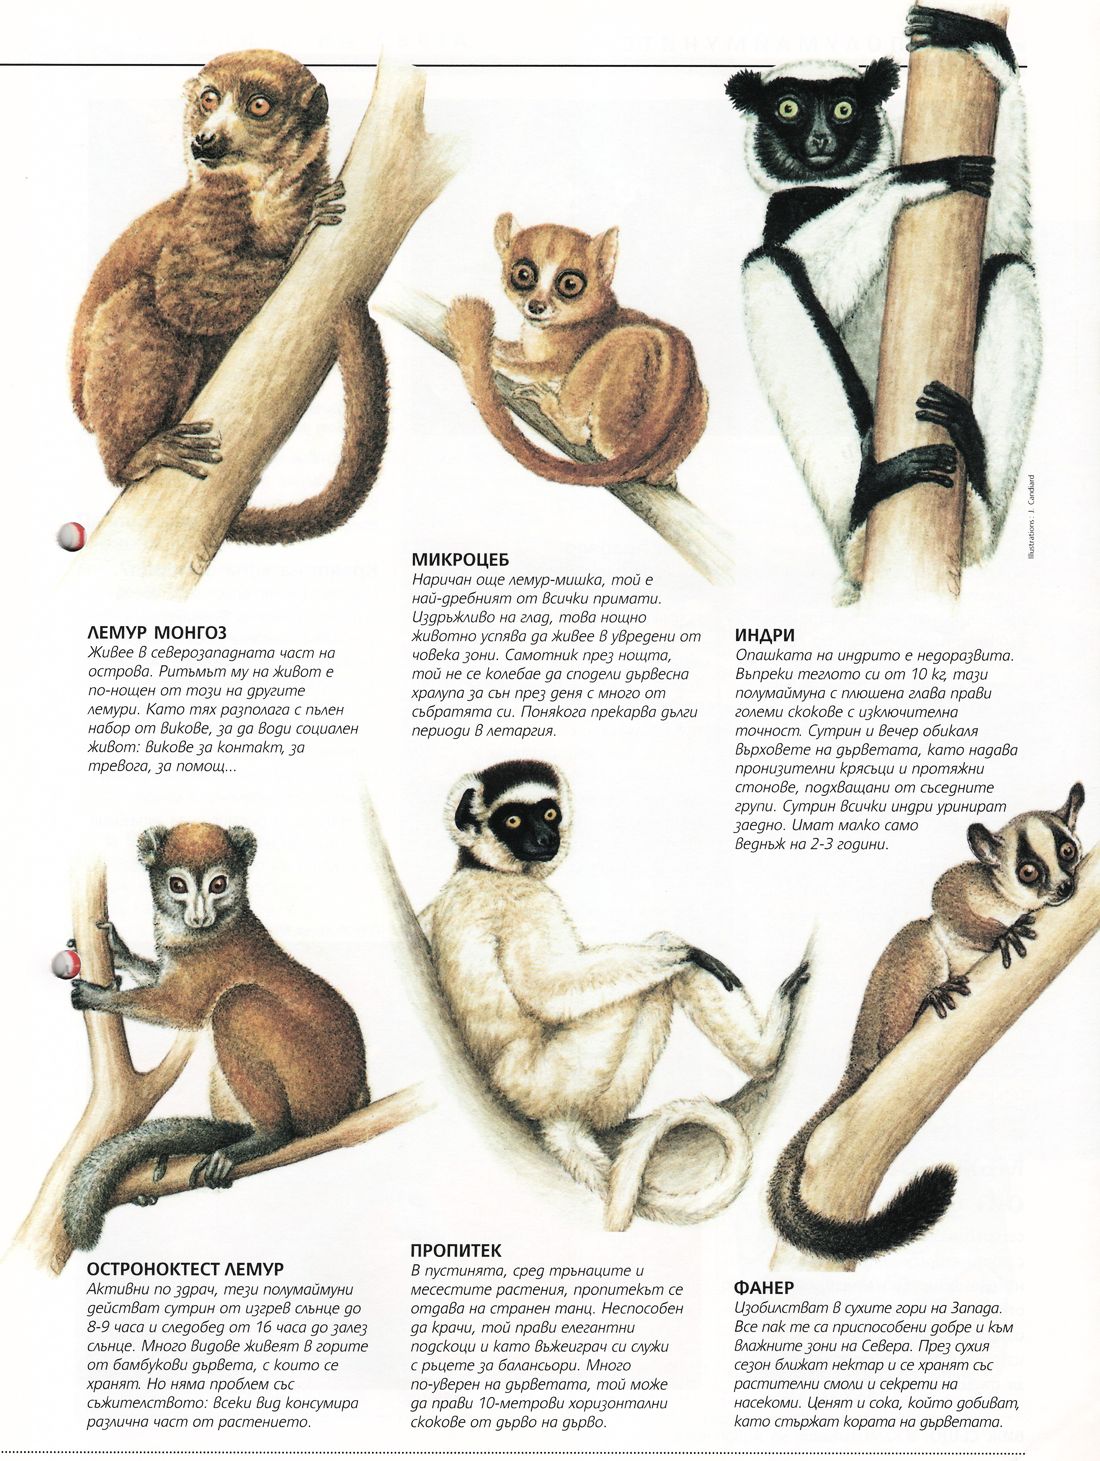 Illustrations : J. Candiard
ЛЕМУР МОНГОЗ
Живее в северозападната част на
острова. Ритъмът му на живот е
по-нощен от този на другите
лемури. Като тях разполага с пълен
набор от викове, за да води социален
живот: викове за контакт, за
тревога, за помощ...
МИКРОЦЕБ
Наричан още лемур-мишка, той е
най-дребният от всички примати.
Издръжливо на глад, това нощно
животно успява да живее в увредени от
човека зони. Самотник през нощта,
той не се колебае да сподели дървесна
хралупа за сън през деня с много от
събратята си. Понякога прекарва дълги
периоди в летаргия.
ИНДРИ
Опашката на индрито е недоразвита.
Въпреки теглото си от 10 kg, тази
полумаймуна с плюшена глава прави
големи скокове с изключителна
точност. Сутрин и вечер обикаля
върховете на дърветата, като надава
пронизителни крясъци и протяжни
стонове, подхващани от съседните
групи. Сутрин всички индри уринират
заедно. Имат малко само
веднъж на 2-3 години.
ОСТРОНОКТЕСТ ЛЕМУР
Активни по здрач, тези полумаймуни
действат сутрин от изгрев слънце до
8-9 часа и следобед от 16 часа до залез
слънце. Много видове живеят в горите
от бамбукови дървета, с които се
хранят. Но няма проблем със
съжителството: всеки вид консумира
различна част от растението.
ПРОПИТЕК
В пустинята, сред трънаците и
месестите растения, пропитекът се
отдава на странен танц. Неспособен
да крачи, той прави елегантни
подскоци и като въжеиграч си служи
с ръцете за балансьори. Много
по-уверен на дърветата, той може
да прави 10-метрови хоризонтални
скокове от дърво на дърво.
ФАНЕР
Изобилстват в сухите гори на Запада.
Все пак те са приспособени добре и към
влажните зони на Севера. През сухия
сезон ближат нектар и се хранят със
растителни смоли и секрети на
насекоми. Ценят и сока, който добиват,
като стържат кората на дърветата.